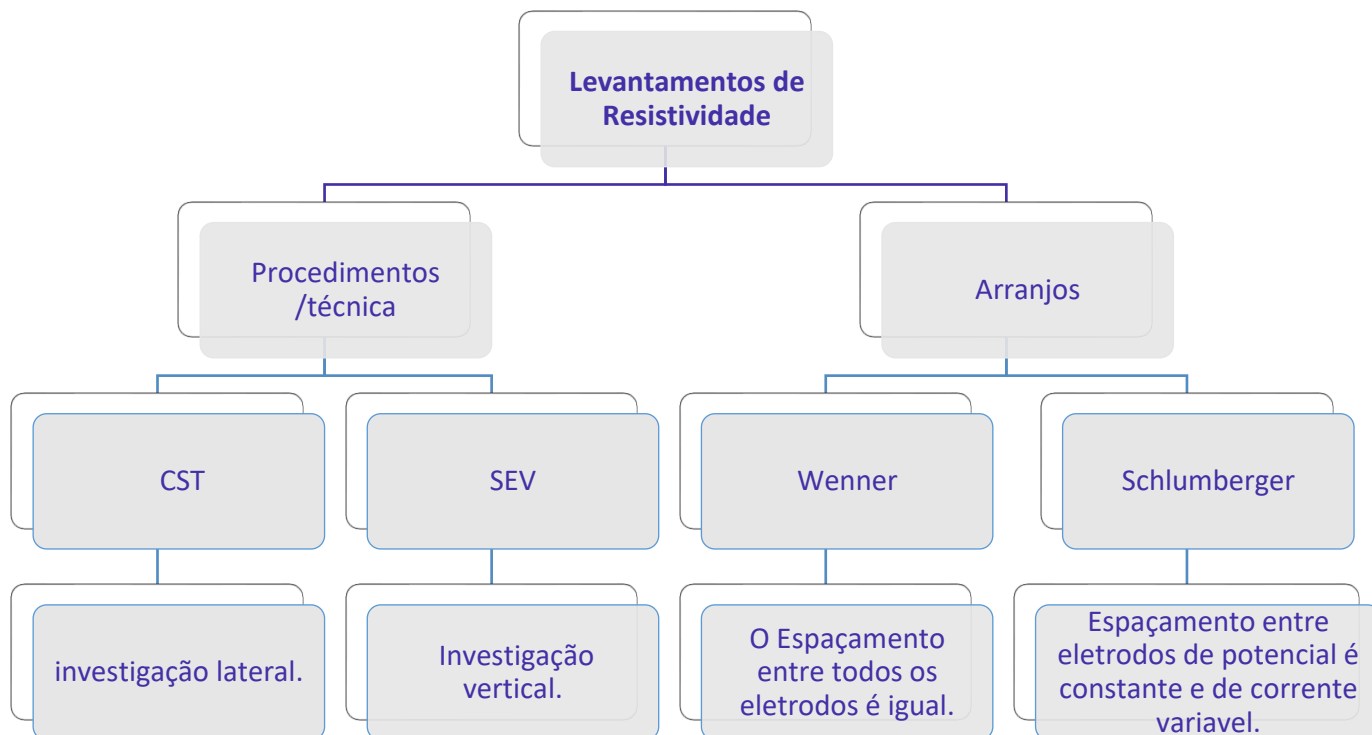 Levantamentos de
Resistividade
Procedimentos
/técnica
Arranjos
CST
SEV
Wenner
Schlumberger
investigação lateral.
Investigação
vertical.
O Espaçamento
entre todos os
eletrodos é igual.
Espaçamento entre
eletrodos de potencial é
constante e de corrente
variavel.